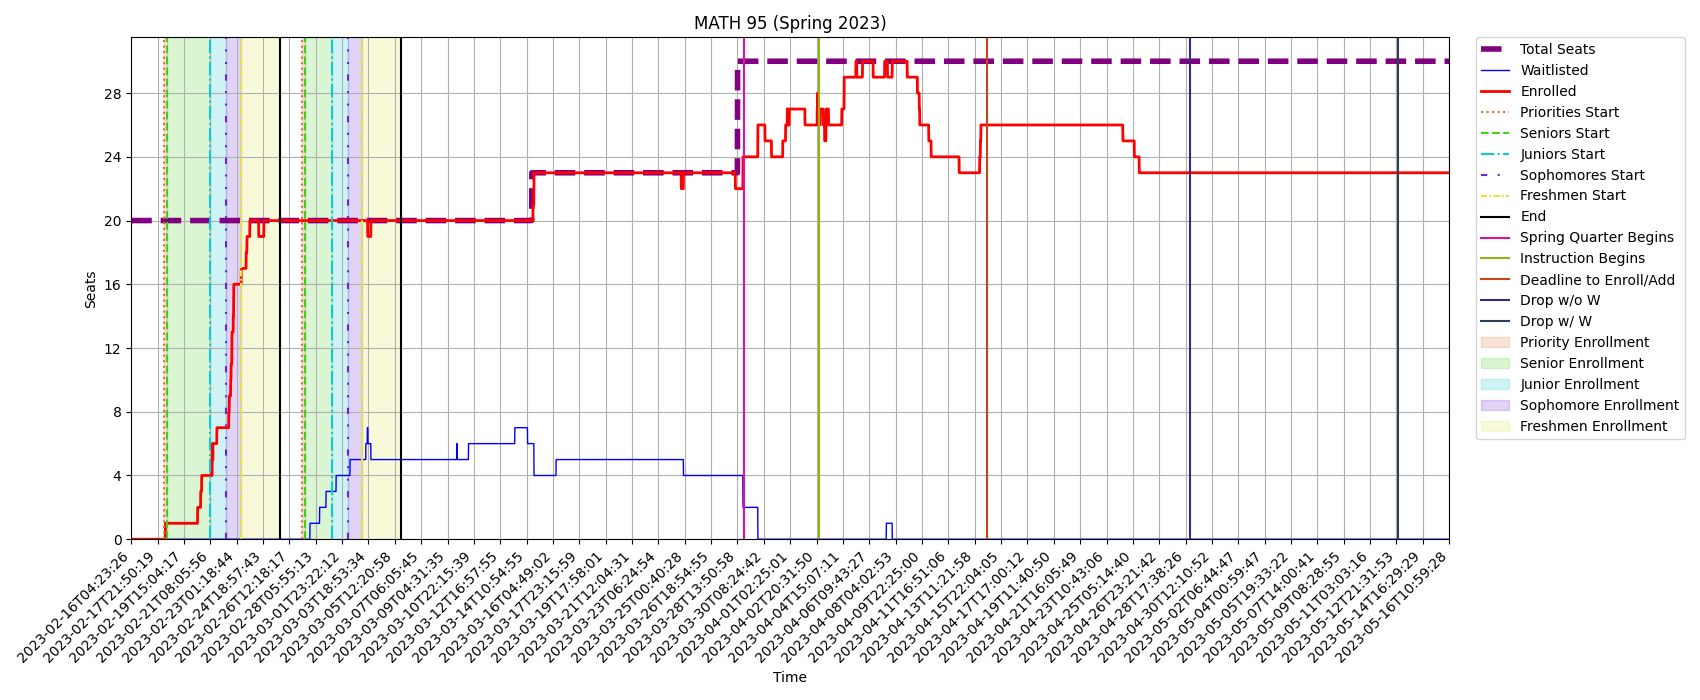 MATH 95 (Spring 2023)
Seats
28
24
20
16
12
8
4
0
2023-02-16T04:23:26
2023-02-17T21:50:19
2023-02-19T15:04:17
2023-02-21T08:05:56
2023-02-23T01:18:44
2023-02-24T18:57:43
2023-02-26T12:18:17
2023-02-28T05:55:13
2023-03-01T23:22:12
2023-03-03T18:53:34
2023-03-05T12:20:58
2023-03-07T06:05:45
2023-03-09T04:31:35
2023-03-10T22:15:39
2023-03-12T16:57:55
2023-03-14T10:54:55
2023-03-16T04:49:02
2023-03-17T23:15:59
2023-03-19T17:58:01
2023-03-21T12:04:31
2023-03-23T06:24:54
2023-03-25T00:40:28
2023-03-26T18:54:55
2023-03-28T13:50:58
2023-03-30T08:24:42
2023-04-01T02:25:01
2023-04-02T20:31:50
2023-04-04T15:07:11
2023-04-06T09:43:27
2023-04-08T04:02:53
2023-04-09T22:25:00
2023-04-11T16:51:06
2023-04-13T11:21:58
2023-04-15T22:04:05
2023-04-17T17:00:12
2023-04-19T11:40:50
2023-04-21T16:05:49
2023-04-23T10:43:06
2023-04-25T05:14:40
2023-04-26T23:21:42
2023-04-28T17:38:26
2023-04-30T12:10:52
2023-05-02T06:44:47
2023-05-04T00:59:47
2023-05-05T19:33:22
2023-05-07T14:00:41
2023-05-09T08:28:55
2023-05-11T03:03:16
2023-05-12T21:31:53
2023-05-14T16:29:29
2023-05-16T10:59:28
Time
Total Seats
Waitlisted
Enrolled
Priorities Start
Seniors Start
Juniors Start
Sophomores Start
Freshmen Start
End
Spring Quarter Begins
Instruction Begins
Deadline to Enroll/Add
Drop w/o W
Drop w/ W
Priority Enrollment
Senior Enrollment
Junior Enrollment
Sophomore Enrollment
Freshmen Enrollment